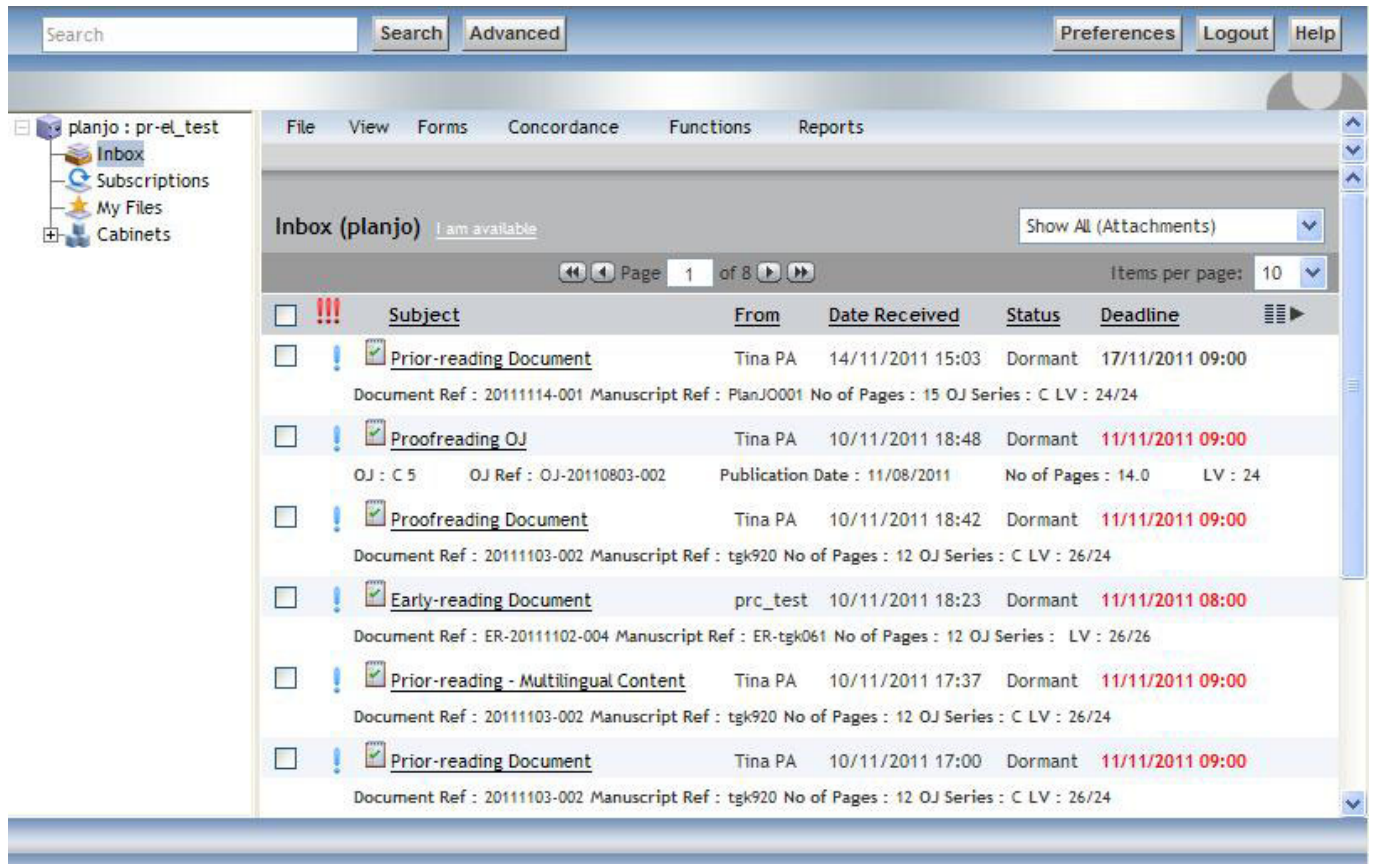 Search Search Advanced Preferences Logout Help
planjo : pr-el_test
Inbox
Subscriptions
My Files
Cabinets
File View Forms Concordance Functions Reports
Inbox (planjo) I am available Show All (Attachments)
Page 1 of 8 Items per page: 10
!!! Subject From Date Received Status Deadline
! Prior-reading Document Tina PA 14/11/2011 15:03 Dormant 17/11/2011 09:00
Document Ref : 20111114-001 Manuscript Ref : PlanJO001 No of Pages : 15 OJ Series : C LV : 24/24
! Proofreading OJ Tina PA 10/11/2011 18:48 Dormant 11/11/2011 09:00
OJ : C 5 OJ Ref : OJ-20110803-002 Publication Date : 11/08/2011 No of Pages : 14.0 LV : 24
! Proofreading Document Tina PA 10/11/2011 18:42 Dormant 11/11/2011 09:00
Document Ref : 20111103-002 Manuscript Ref : tgk920 No of Pages : 12 OJ Series : C LV : 26/24
! Early-reading Document prc_test 10/11/2011 18:23 Dormant 11/11/2011 08:00
Document Ref : ER-20111102-004 Manuscript Ref : ER-tgk061 No of Pages : 12 OJ Series : LV : 26/26
! Prior-reading - Multilingual Content Tina PA 10/11/2011 17:37 Dormant 11/11/2011 09:00
Document Ref : 20111103-002 Manuscript Ref : tgk920 No of Pages : 12 OJ Series : C LV : 26/24
! Prior-reading Document Tina PA 10/11/2011 17:00 Dormant 11/11/2011 09:00
Document Ref : 20111103-002 Manuscript Ref : tgk920 No of Pages : 12 OJ Series : C LV : 26/24